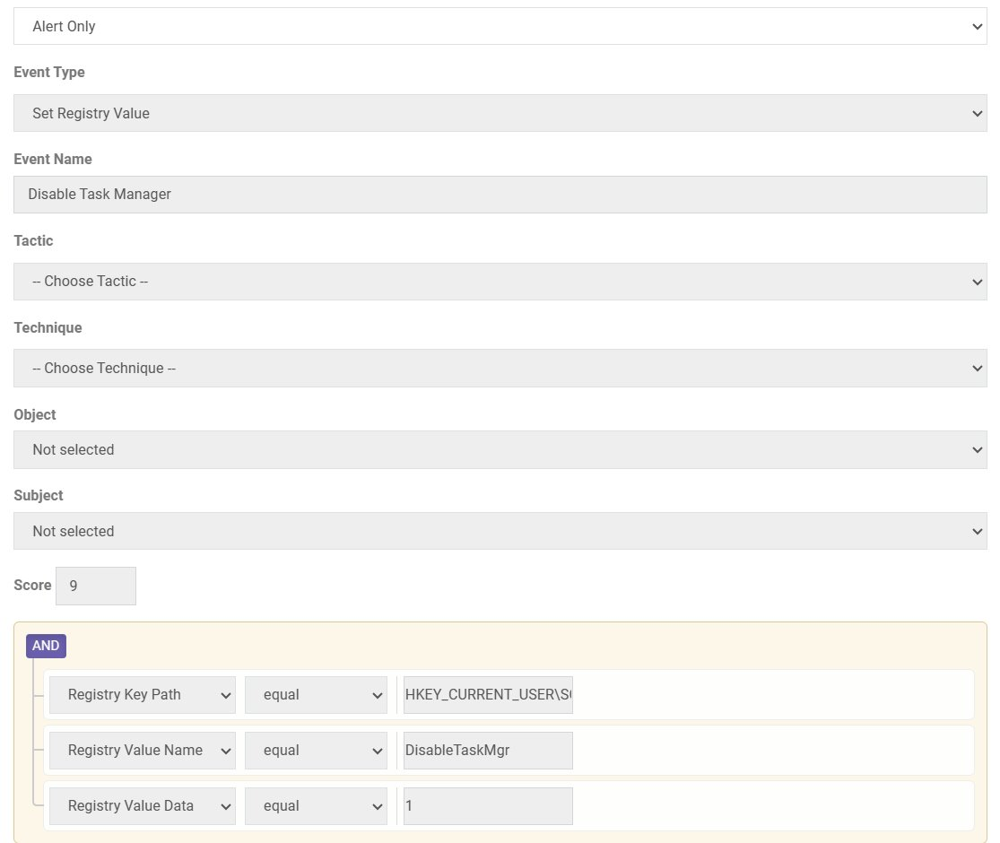 Alert Only
Event Type
Set Registry Value
Event Name
Disable Task Manager
Tactic
-- Choose Tactic --
Technique
-- Choose Technique --
Object
Not selected
Subject
Not selected
Score 9
AND
Registry Key Path equal HKEY_CURRENT_USER\S
Registry Value Name equal DisableTaskMgr
Registry Value Data equal 1